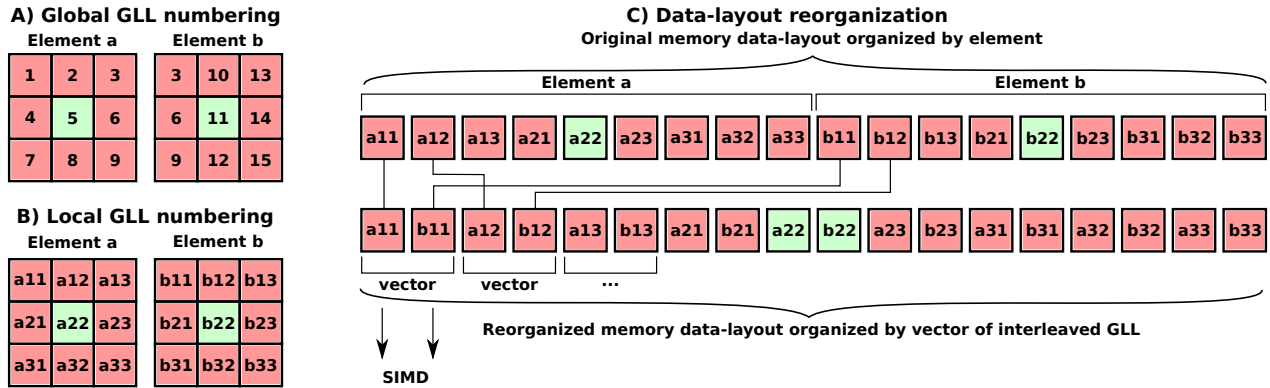 A) Global GLL numbering
Element a Element b
1 2 3 3 10 13
4 5 6 6 11 14
7 8 9 9 12 15
B) Local GLL numbering
Element a Element b
a11 a12 a13 b11 b12 b13
a21 a22 a23 b21 b22 b23
a31 a32 a33 b31 b32 b33
C) Data-layout reorganization
Original memory data-layout organized by element
Element a Element b
a11 a12 a13 a21 a22 a23 a31 a32 a33 b11 b12 b13 b21 b22 b23 b31 b32 b33
a11 b11 a12 b12 a13 b13 a21 b21 a22 b22 a23 b23 a31 b31 a32 b32 a33 b33
vector vector ...
Reorganized memory data-layout organized by vector of interleaved GLL
SIMD